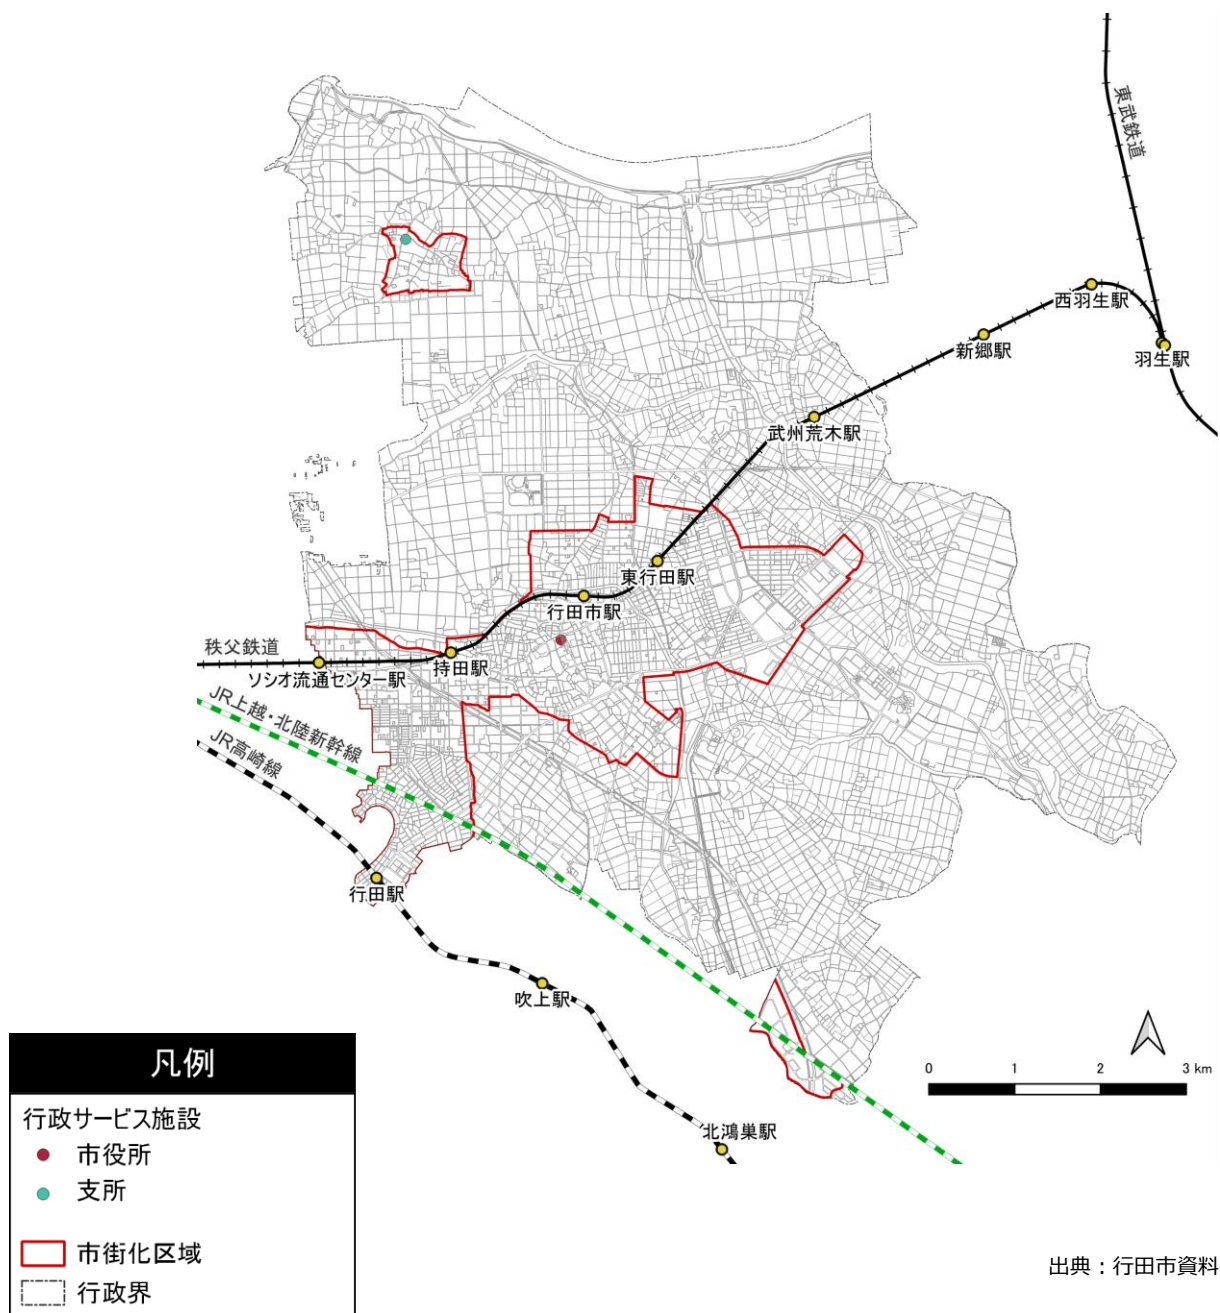 東武鉄道
西羽生駅
新郷駅
羽生駅
武州荒木駅
東行田駅
行田市駅
秩父鉄道
持田駅
ソシオ流通センター駅
JR上越・北陸新幹線
JR高崎線
行田駅
吹上駅
北鴻巣駅
0 1 2 3 km
凡例
行政サービス施設
市役所
支所
市街化区域
行政界
出典：行田市資料